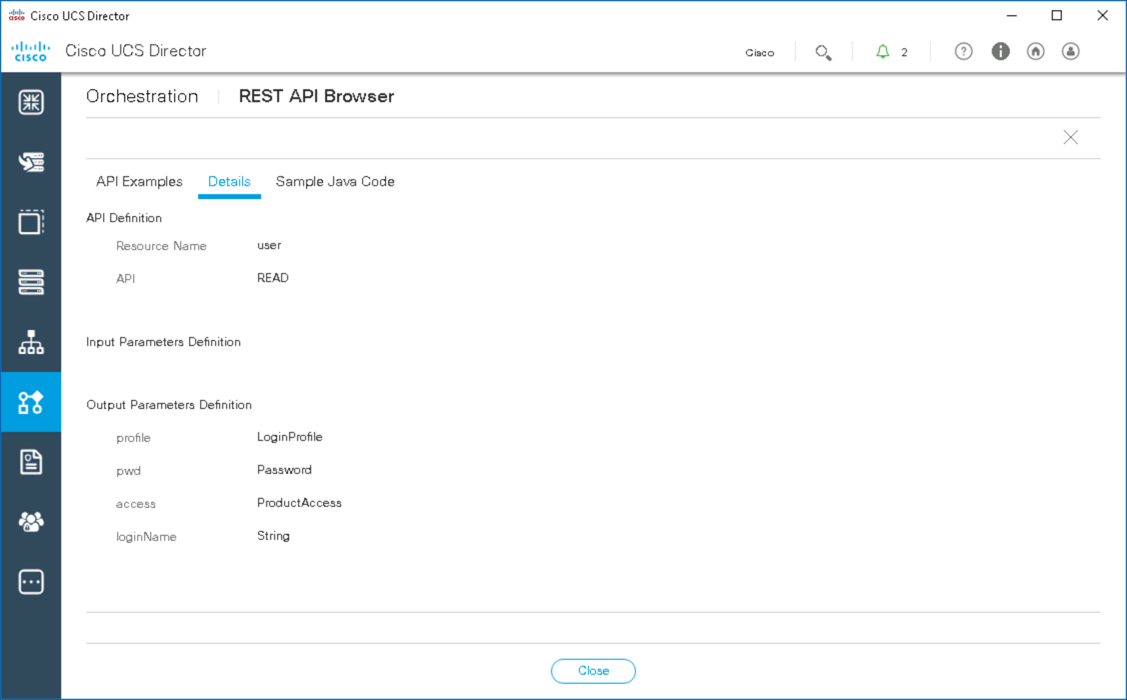 cisco Cisco UCS Director
cisco Cisco UCS Director Cisco 2 ? i
Orchestration REST API Browser
API Examples Details Sample Java Code
API Definition
Resource Name user
API READ
Input Parameters Definition
Output Parameters Definition
profile LoginProfile
pwd Password
access ProductAccess
loginName String
Close